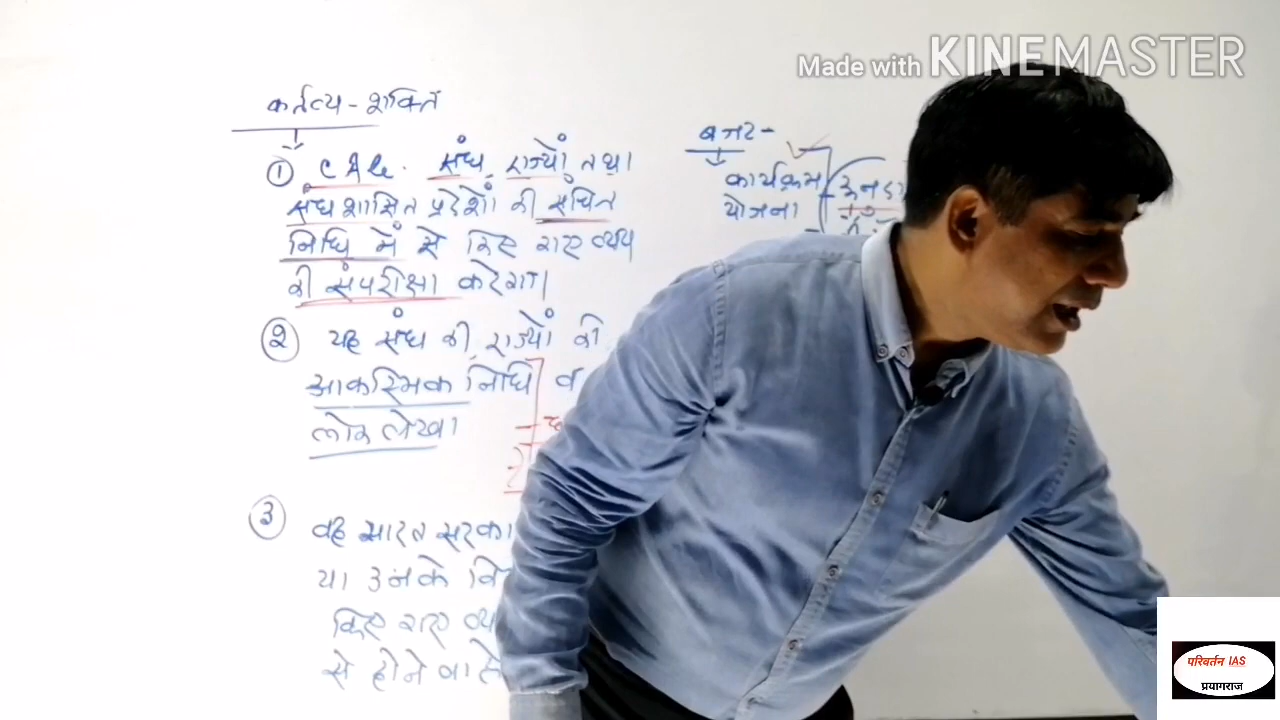 Made with KINEMASTER
कर्तव्य - शक्ति
① CAG. संघ, राज्यों तथा
संघ शासित प्रदेशों की संचित
निधि में से किए गए व्यय
की संपरीक्षा करेगा।
② यह संघ की, राज्यों की
आकस्मिक निधि व
लोक लेखा
③ वह भारत सरका
या उनके वि
किए गए व्य
से होने वाले
बजट -
कार्यक्रम
योजना
परिवर्तन IAS
प्रयागराज